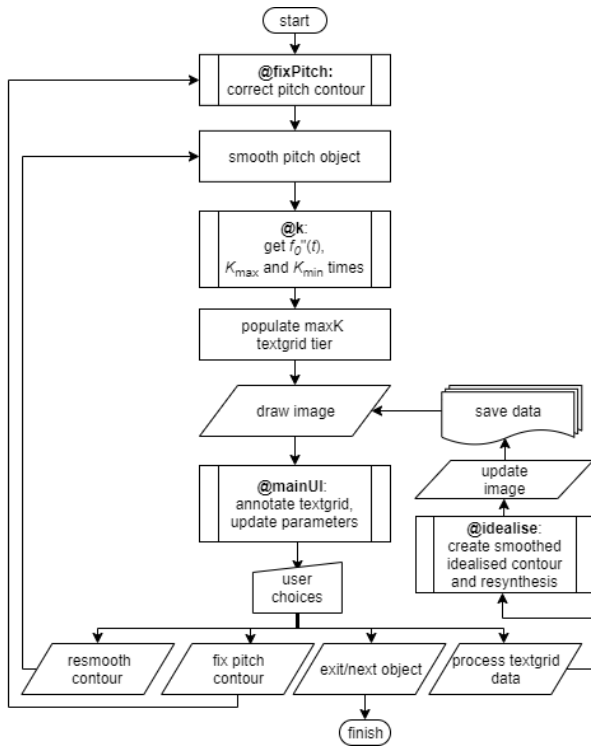 start
@fixPitch:
correct pitch contour
smooth pitch object
@k:
get f0"(t),
Kmax and Kmin times
populate maxK
textgrid tier
draw image
save data
@mainUI:
annotate textgrid,
update parameters
update
image
@idealise:
create smoothed
idealised contour
and resynthesis
user
choices
resmooth
contour
fix pitch
contour
exit/next object
process textgrid
data
finish